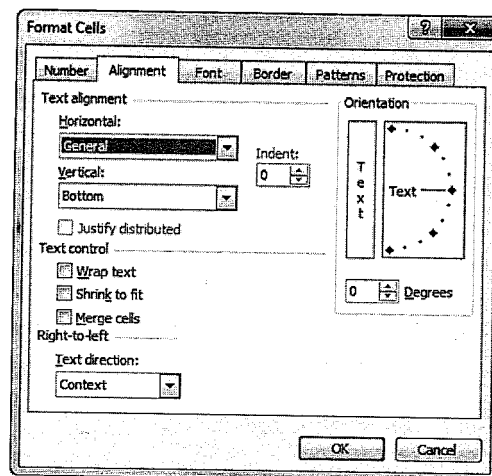 Format Cells
?
Number Alignment Font Border Patterns Protection
Text alignment
Horizontal:
General
Indent:
0
Vertical:
Bottom
Justify distributed
Text control
Wrap text
Shrink to fit
Merge cells
Right-to-left
Text direction:
Context
Orientation
Text
Text
0 Degrees
OK Cancel